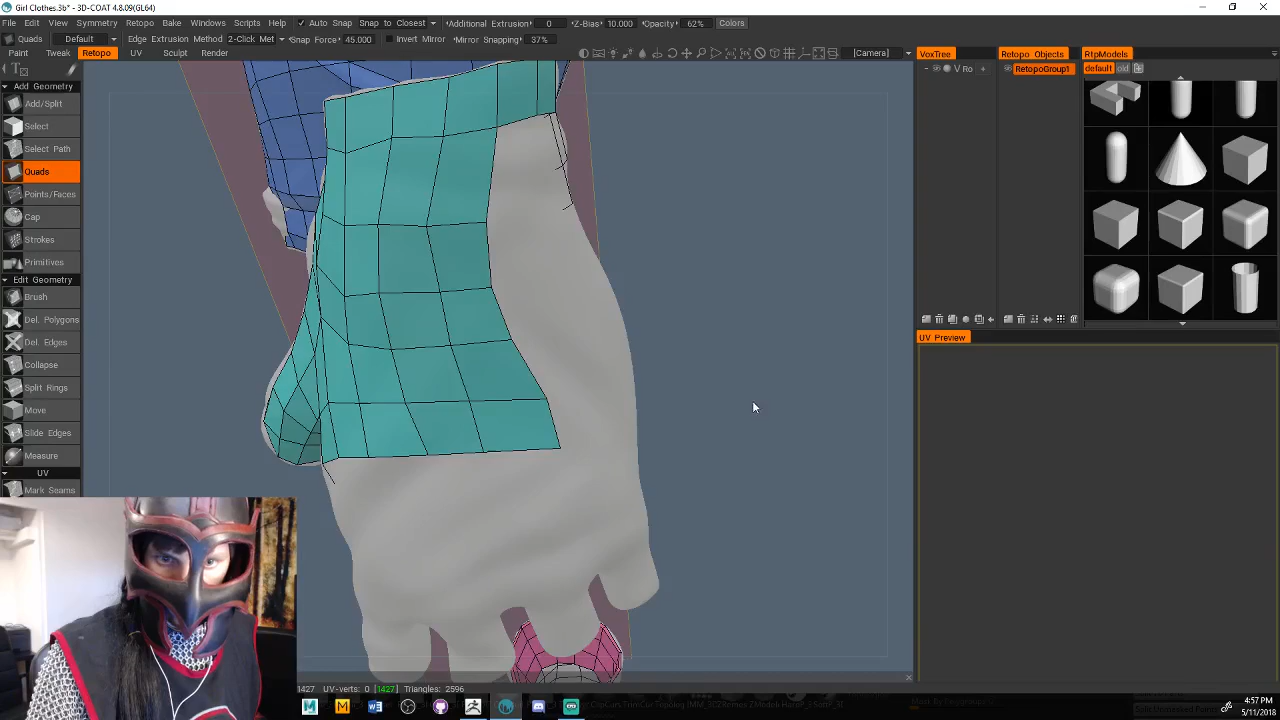 Girl Clothes.3b* - 3D-COAT 4.8.09(GL64)
File Edit View Symmetry Retopo Bake Windows Scripts Help Auto Snap Snap to Closest Additional Extrusion 0 Z-Bias 10.000 Opacity 62% Colors
Quads Default Edge Extrusion Method 2-Click Met Snap Force 45.000 Invert Mirror Mirror Snapping 37%
Paint Tweak Retopo UV Sculpt Render [Camera] VoxTree Retopo Objects RtpModels
V Ro + RetopoGroup1 default old
Add Geometry
Add/Split
Select
Select Path
Quads
Points/Faces
Cap
Strokes
Primitives
Edit Geometry
Brush
Del. Polygons
Del. Edges
Collapse
Split Rings
Move
Slide Edges
Measure
UV
Mark Seams
UV Preview
1427 UV-verts: 0 [1427] Triangles: 2596
4:57 PM
5/11/2018